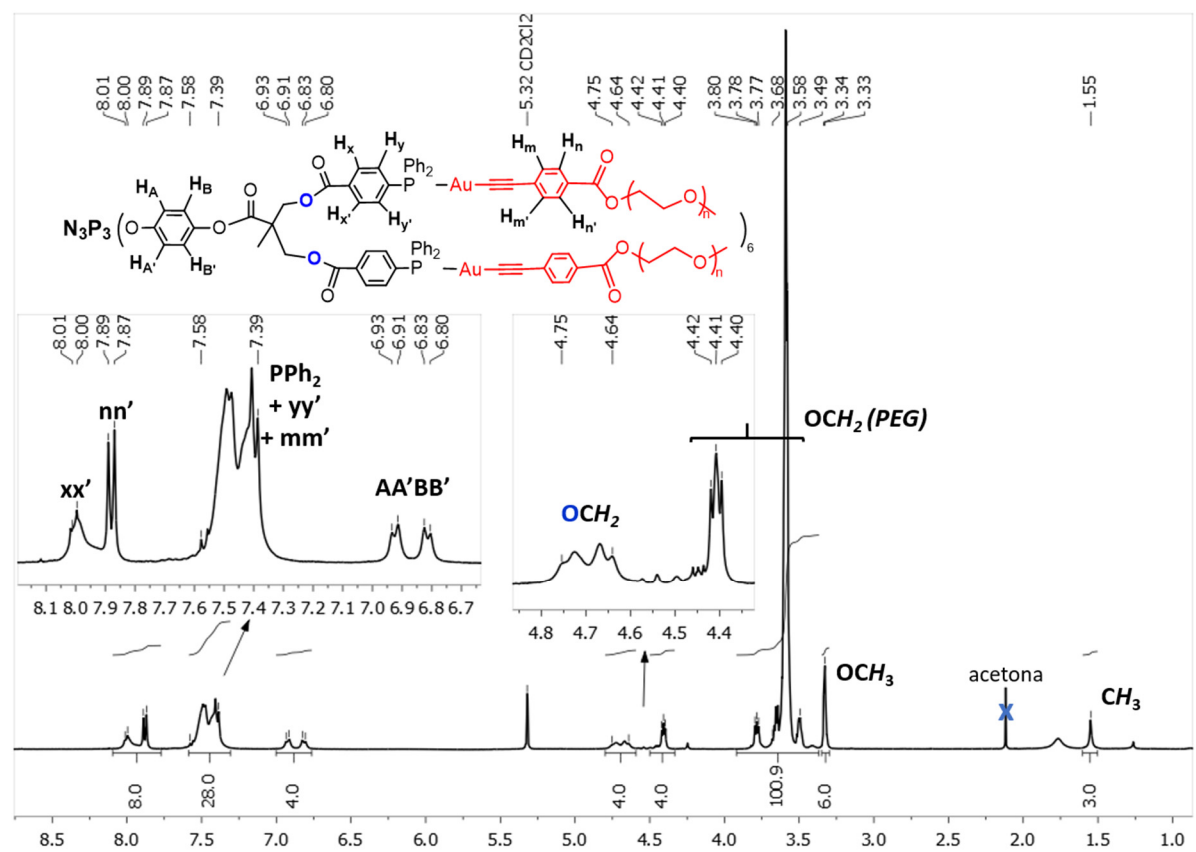 8.01
8.00
7.89
7.87
7.58
7.39
6.93
6.91
6.83
6.80
5.32 CD2Cl2
4.75
4.64
4.42
4.41
4.40
3.80
3.78
3.77
3.68
3.58
3.49
3.34
3.33
1.55
N3P3
O
HA
HB
HA'
HB'
O
O
O
O
Hx
Hy
Hx'
Hy'
Ph2
P
Au
Hm
Hn
Hm'
Hn'
O
O
O
n
O
O
Ph2
P
Au
O
O
O
n
6
8.01
8.00
7.89
7.87
7.58
7.39
6.93
6.91
6.83
6.80
xx'
nn'
PPh2
+ yy'
+ mm'
AA'BB'
8.1 8.0 7.9 7.8 7.7 7.6 7.5 7.4 7.3 7.2 7.1 7.0 6.9 6.8 6.7
4.75
4.64
4.42
4.41
4.40
OCH2
OCH2 (PEG)
4.8 4.7 4.6 4.5 4.4
OCH3
acetona
X
CH3
8.0
28.0
4.0
4.0
4.0
100.9
6.0
3.0
8.5 8.0 7.5 7.0 6.5 6.0 5.5 5.0 4.5 4.0 3.5 3.0 2.5 2.0 1.5 1.0